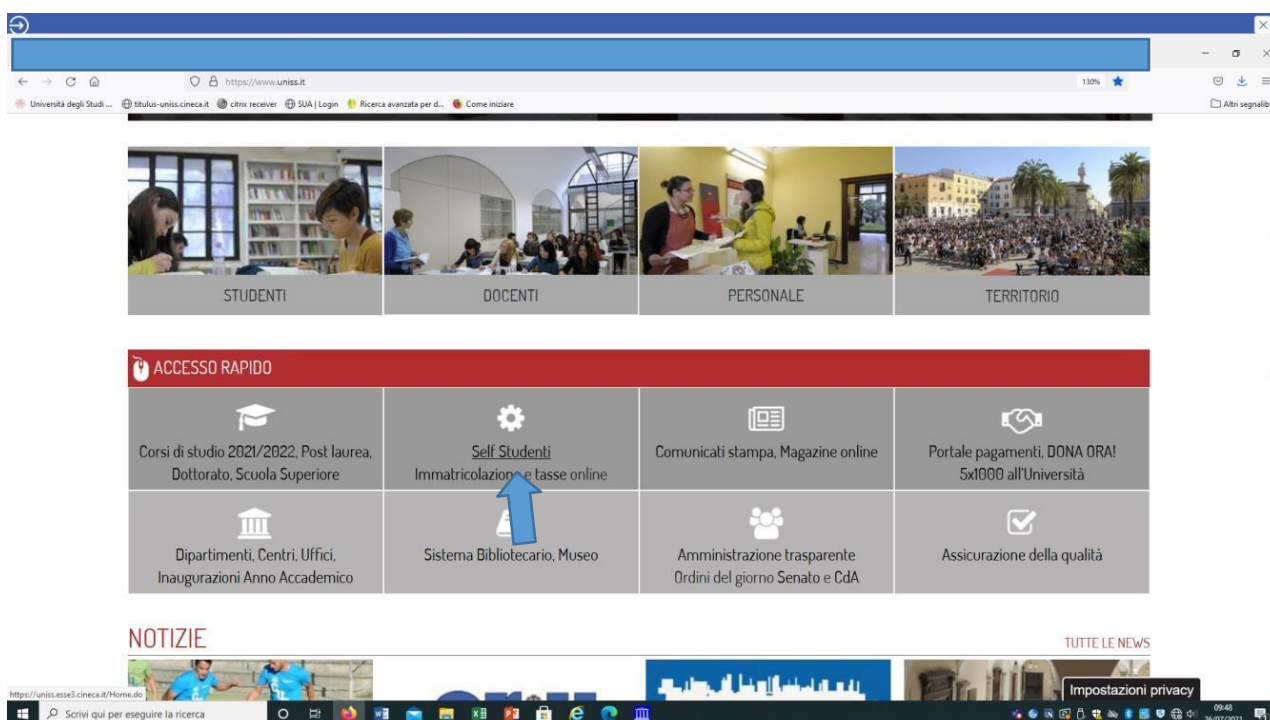 https://www.uniss.it
130%
Università degli Studi ...
titulus-uniss.cineca.it
citrix receiver
SUA | Login
Ricerca avanzata per d...
Come iniziare
Altri segnalib
STUDENTI
DOCENTI
PERSONALE
TERRITORIO
ACCESSO RAPIDO
Corsi di studio 2021/2022, Post laurea,
Dottorato, Scuola Superiore
Self Studenti
Immatricolazione e tasse online
Comunicati stampa, Magazine online
Portale pagamenti, DONA ORA!
5x1000 all'Università
Dipartimenti, Centri, Uffici,
Inaugurazioni Anno Accademico
Sistema Bibliotecario, Museo
Amministrazione trasparente
Ordini del giorno Senato e CdA
Assicurazione della qualità
NOTIZIE
TUTTE LE NEWS
https://uniss.esse3.cineca.it/Home.do
Impostazioni privacy
Scrivi qui per eseguire la ricerca
09:48
26/07/2021